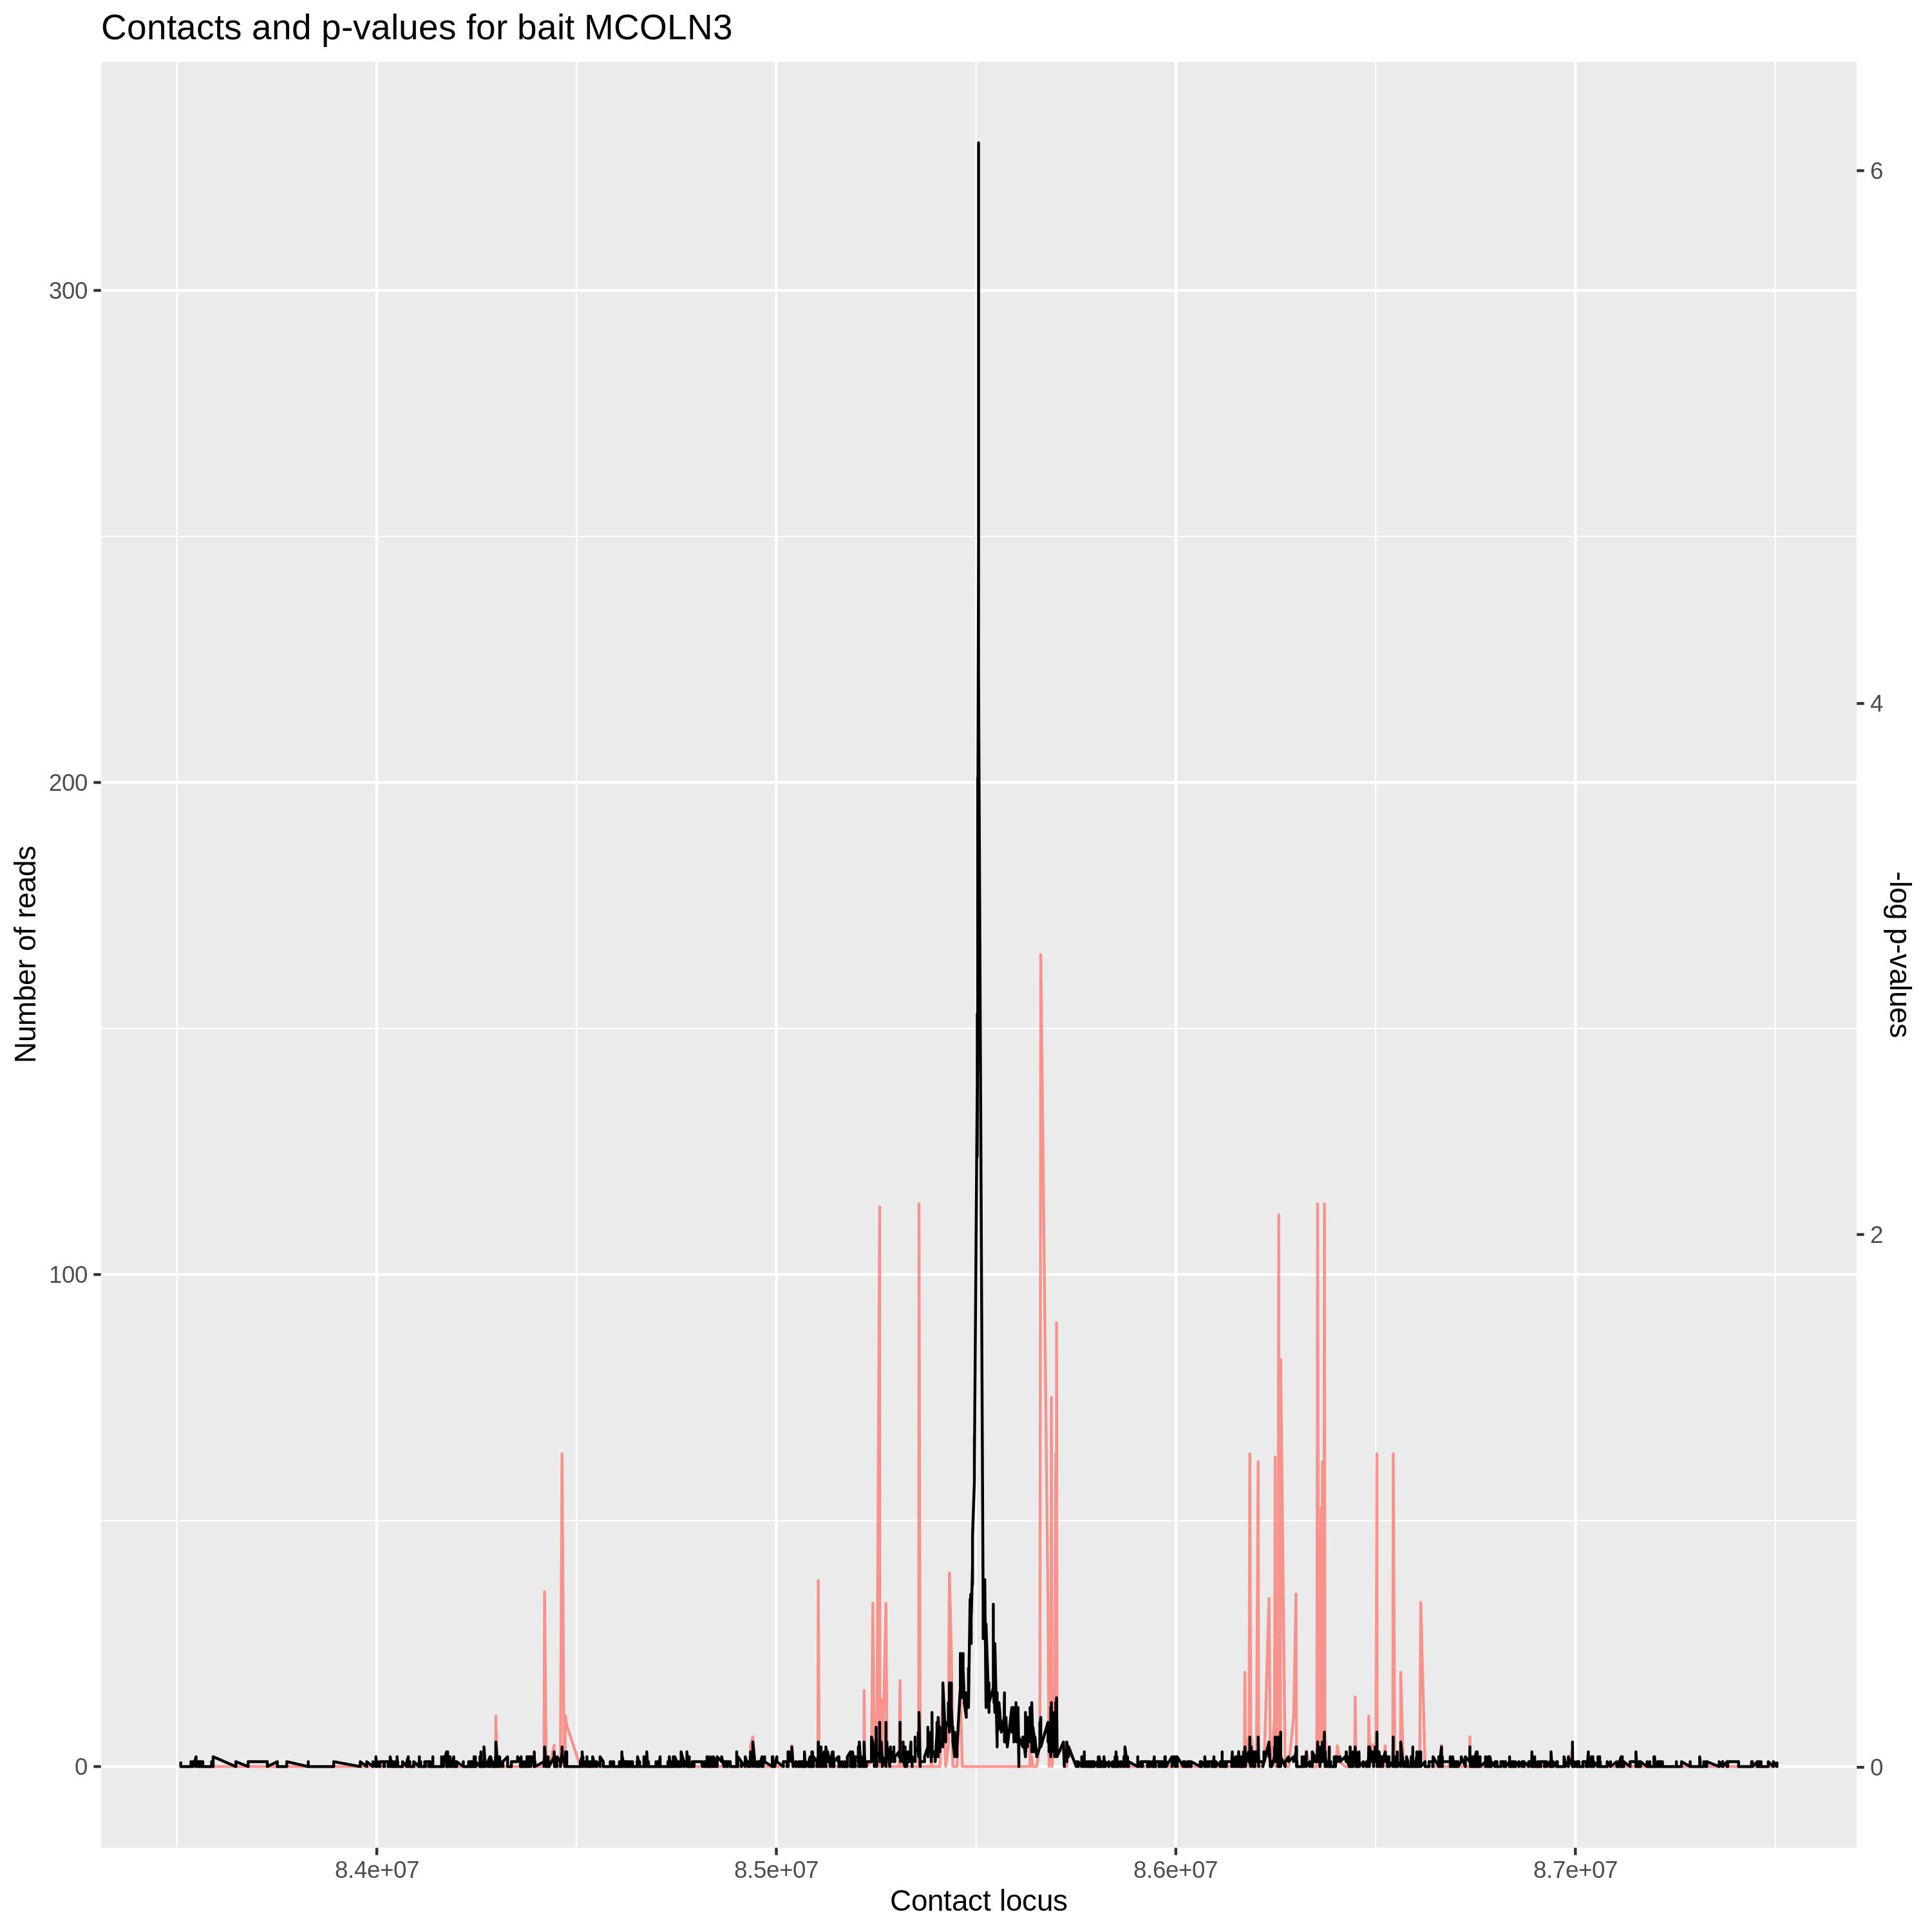 Contacts and p-values for bait MCOLN3
Number of reads
300
200
100
0
6
4
2
0
-log p-values
8.4e+07
8.5e+07
8.6e+07
8.7e+07
Contact locus